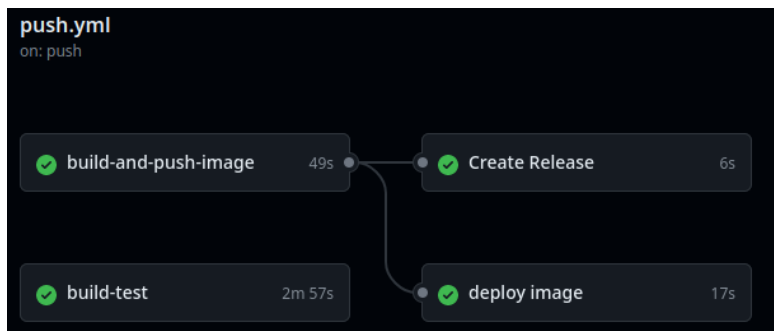 push.yml
on: push
build-and-push-image 49s
Create Release 6s
build-test 2m 57s
deploy image 17s